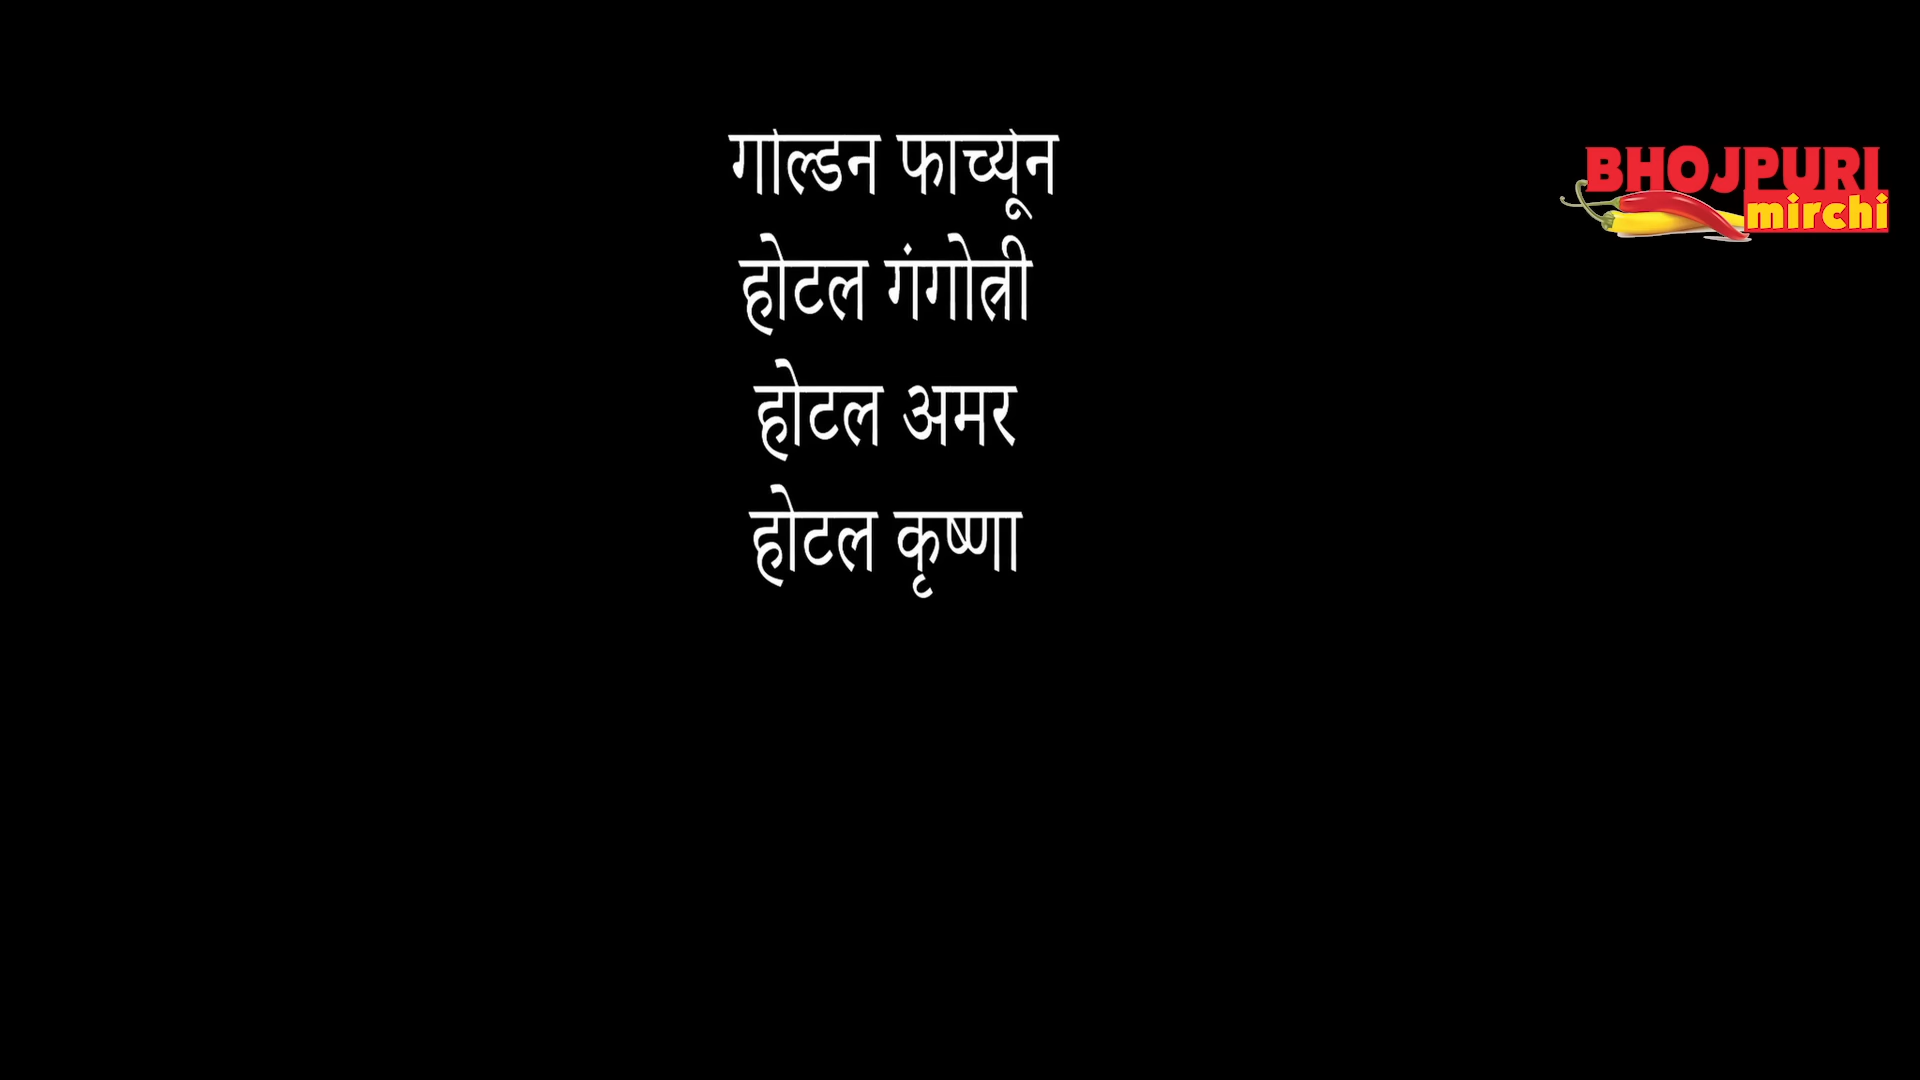 गोल्डन फार्च्यून
होटल गंगोत्री
होटल अमर
होटल कृष्णा
BHOJPURI
mirchi